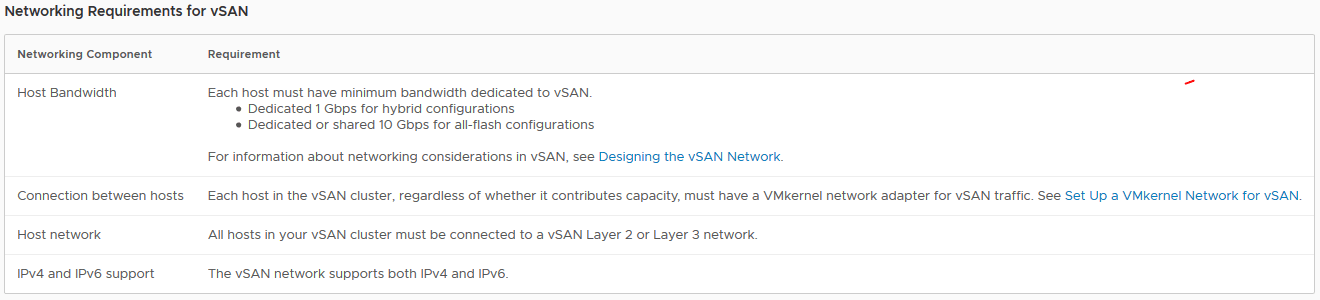 Networking Requirements for vSAN
Networking Component Requirement
Host Bandwidth Each host must have minimum bandwidth dedicated to vSAN.
• Dedicated 1 Gbps for hybrid configurations
• Dedicated or shared 10 Gbps for all-flash configurations
For information about networking considerations in vSAN, see Designing the vSAN Network.
Connection between hosts Each host in the vSAN cluster, regardless of whether it contributes capacity, must have a VMkernel network adapter for vSAN traffic. See Set Up a VMkernel Network for vSAN.
Host network All hosts in your vSAN cluster must be connected to a vSAN Layer 2 or Layer 3 network.
IPv4 and IPv6 support The vSAN network supports both IPv4 and IPv6.